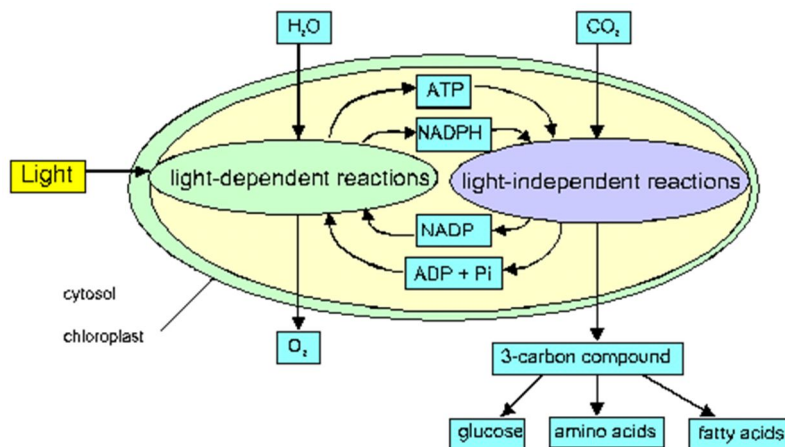 H₂O
CO₂
ATP
NADPH
Light
light-dependent reactions
light-independent reactions
NADP
ADP + Pi
cytosol
chloroplast
O₂
3-carbon compound
glucose
amino acids
fatty acids